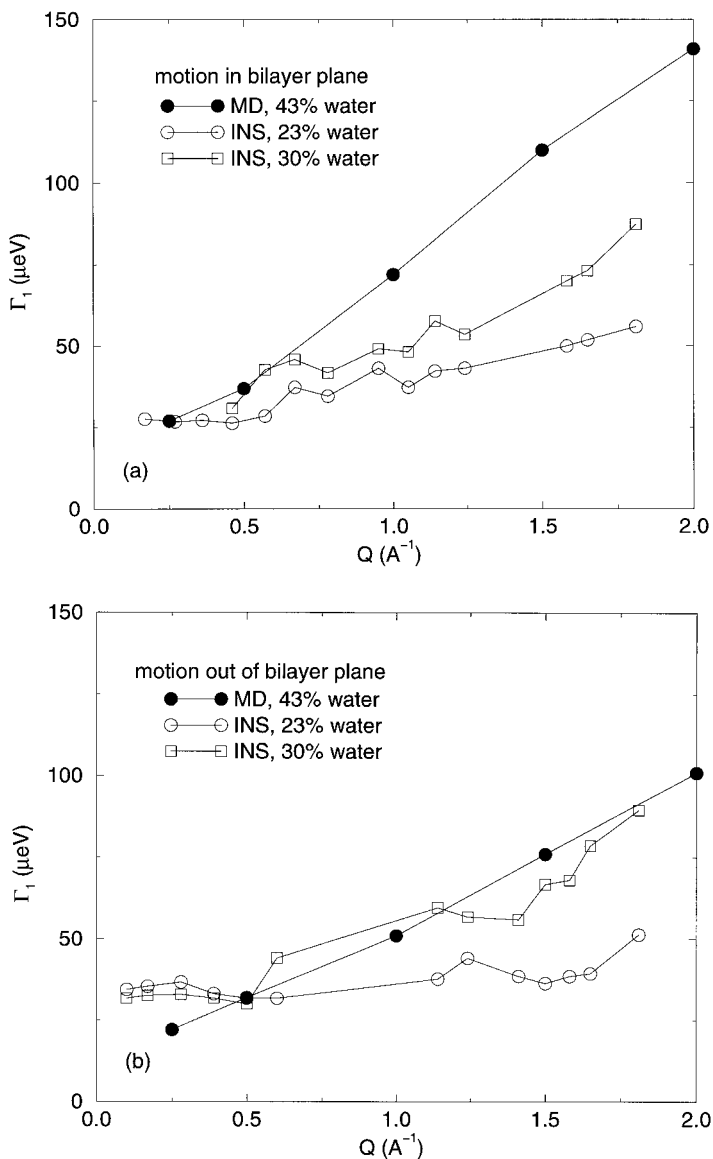 150
motion in bilayer plane
MD, 43% water
INS, 23% water
INS, 30% water
100
Γ1 (μeV)
50
(a)
0
0.0 0.5 1.0 1.5 2.0
Q (A−1)
150
motion out of bilayer plane
MD, 43% water
INS, 23% water
INS, 30% water
100
Γ1 (μeV)
50
(b)
0
0.0 0.5 1.0 1.5 2.0
Q (A−1)